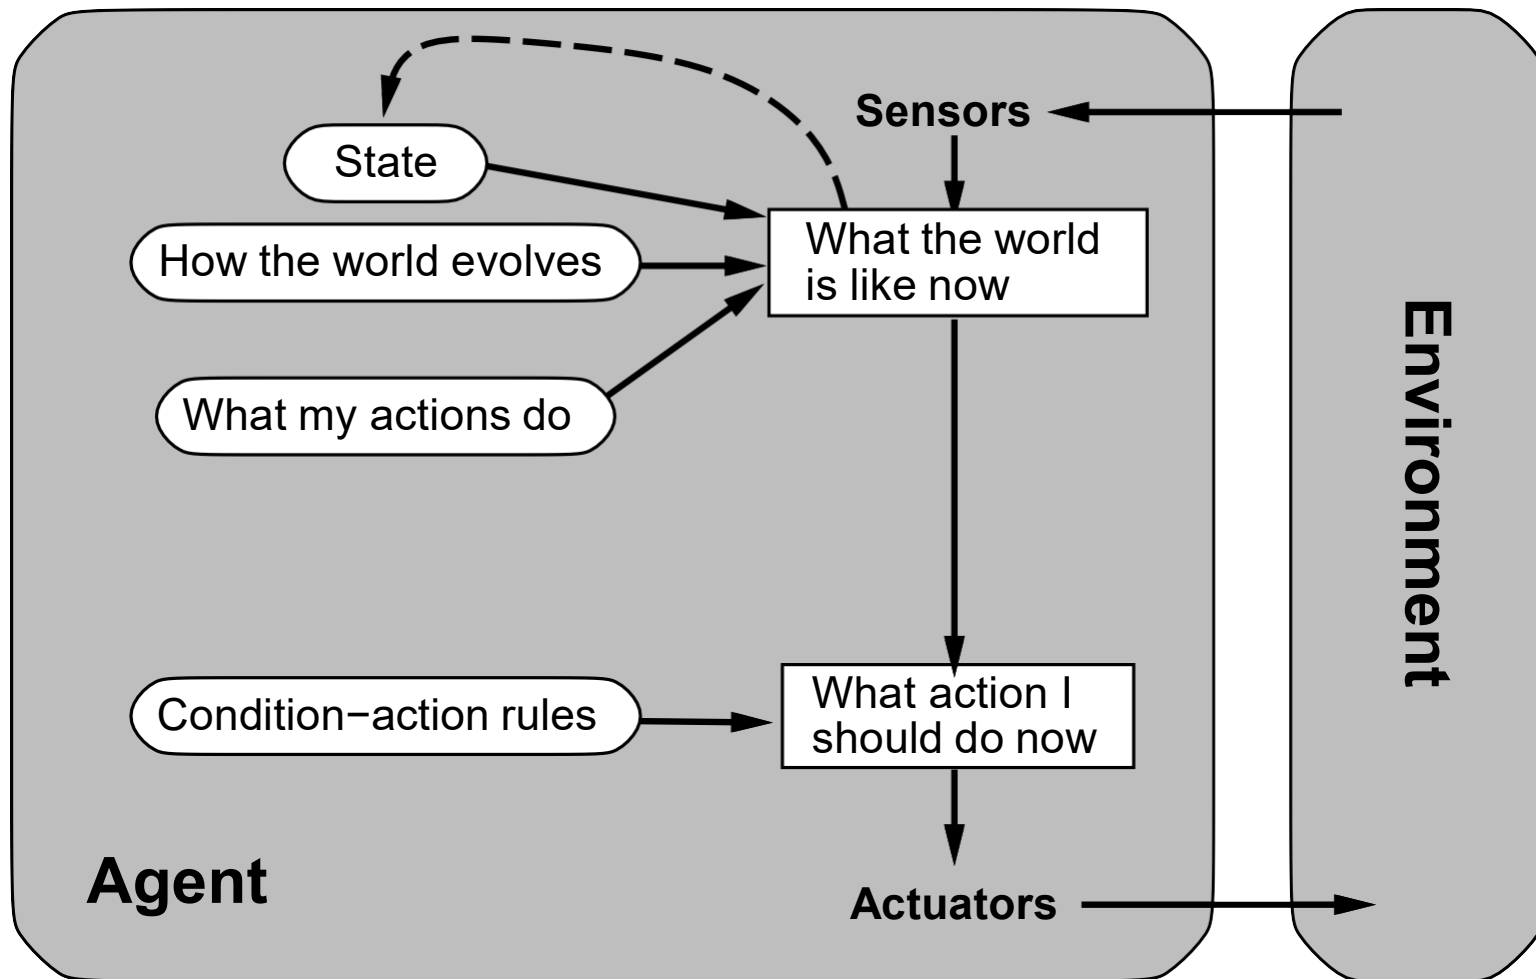 Sensors
State
What the world
is like now
How the world evolves
What my actions do
Environment
What action I
should do now
Condition−action rules
Agent
Actuators